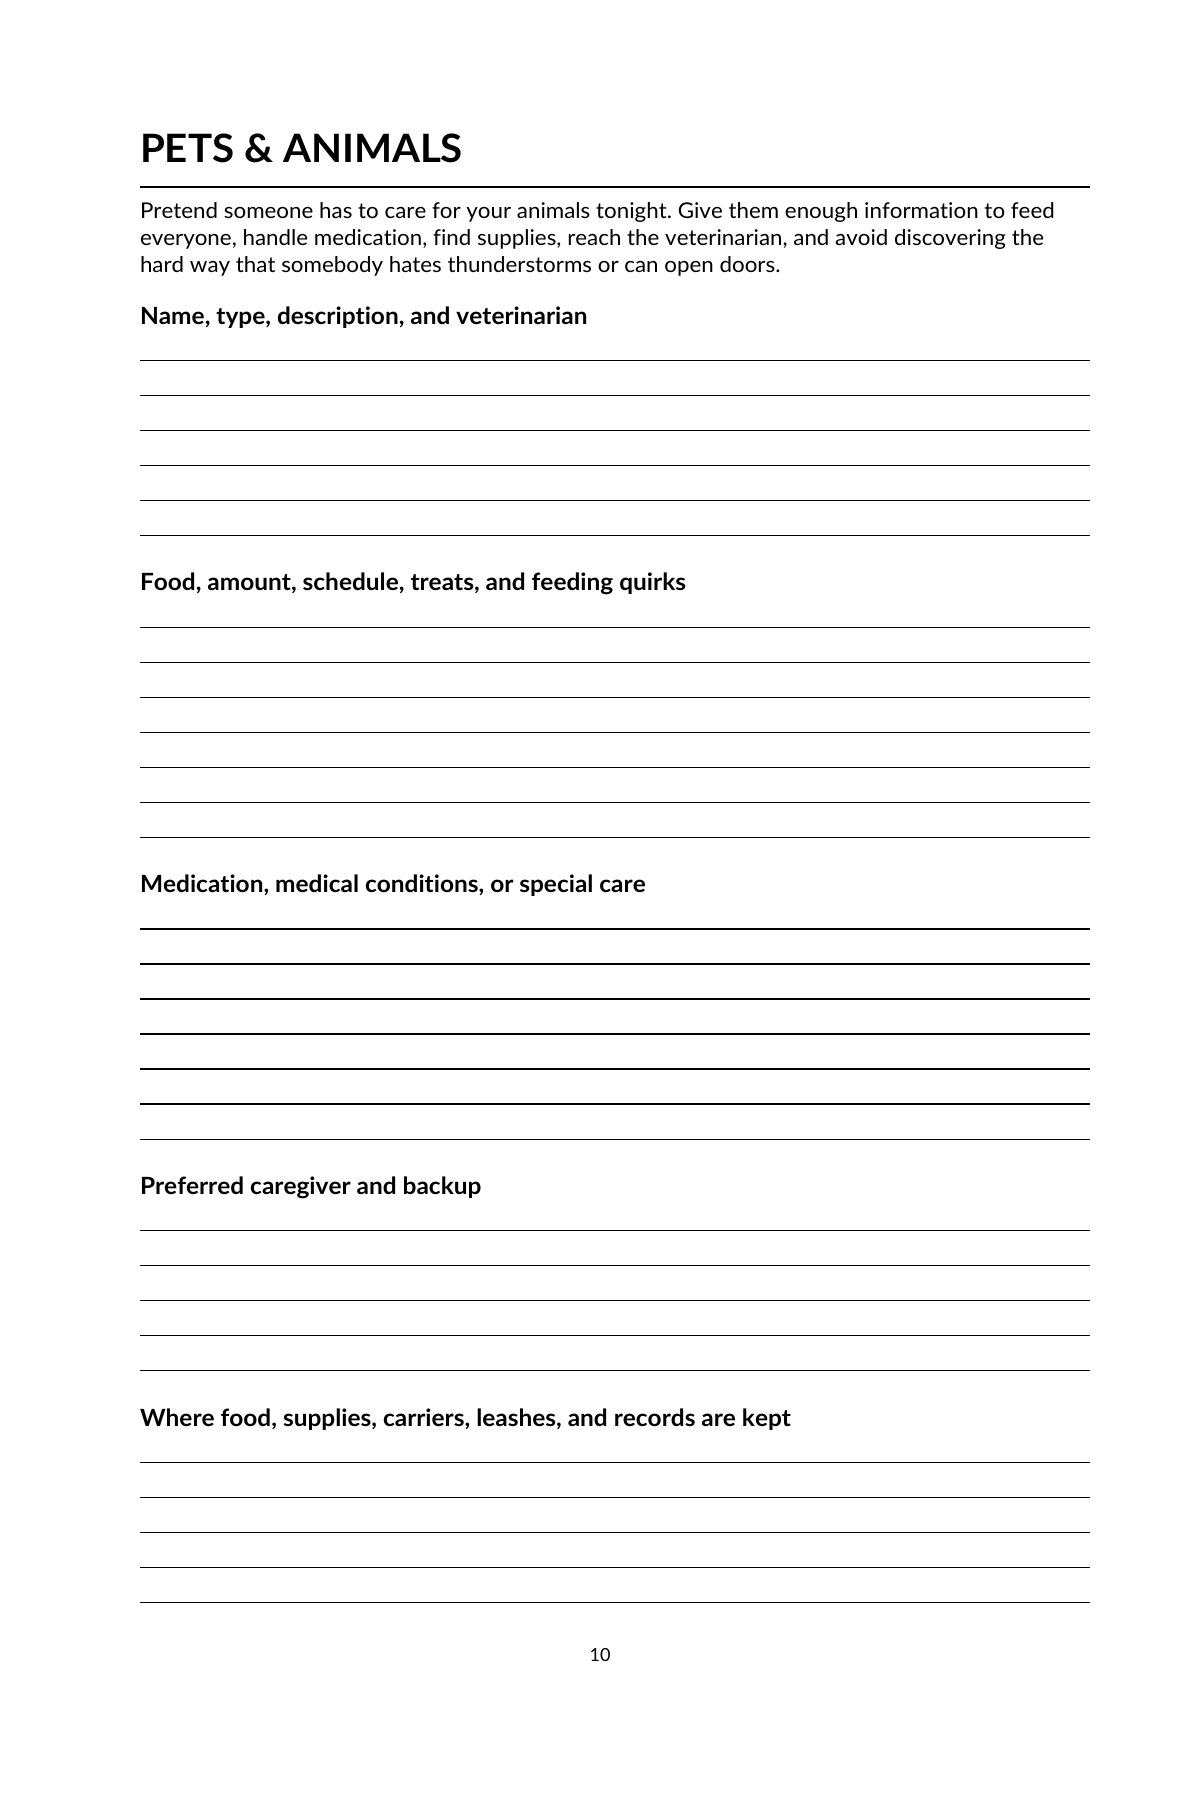 PETS & ANIMALS
Pretend someone has to care for your animals tonight. Give them enough information to feed
everyone, handle medication, find supplies, reach the veterinarian, and avoid discovering the
hard way that somebody hates thunderstorms or can open doors.
Name, type, description, and veterinarian
Food, amount, schedule, treats, and feeding quirks
Medication, medical conditions, or special care
Preferred caregiver and backup
Where food, supplies, carriers, leashes, and records are kept
10